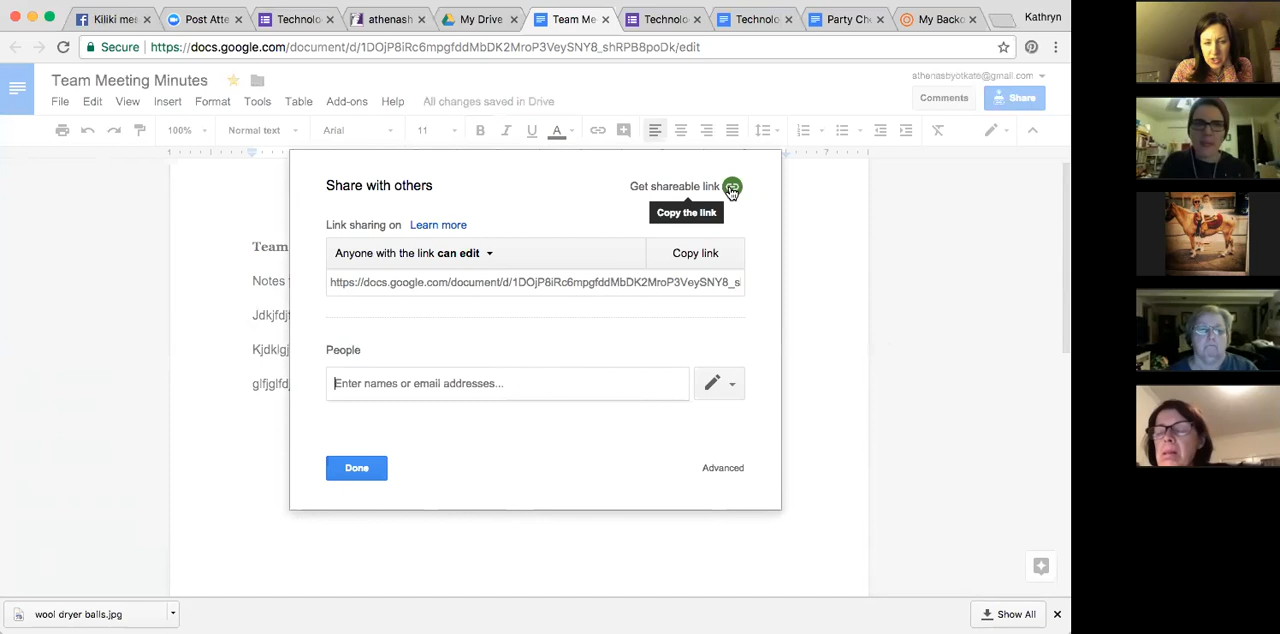 Kiliki me
Post Atte
Technolo
athenash
My Drive
Team Me
Technolo
Technolo
Party Che
My Backo
Kathryn
Secure https://docs.google.com/document/d/1DOJP8iRc6mpgfddMbDK2MroP3VeySNY8_shRPB8poDk/edit
Team Meeting Minutes
athenasbyotkate@gmail.com
File Edit View Insert Format Tools Table Add-ons Help All changes saved in Drive
Comments Share
100% Normal text Arial 11 B I U A
1 7
Share with others
Get shareable link
Copy the link
Link sharing on Learn more
Anyone with the link can edit Copy link
https://docs.google.com/document/d/1DOjP8iRc6mpgfddMbDK2MroP3VeySNY8_s
Team
Notes
Jdkjfdjf
Kjdklgj
glfjglfd
People
Enter names or email addresses...
Done Advanced
wool dryer balls.jpg
Show All